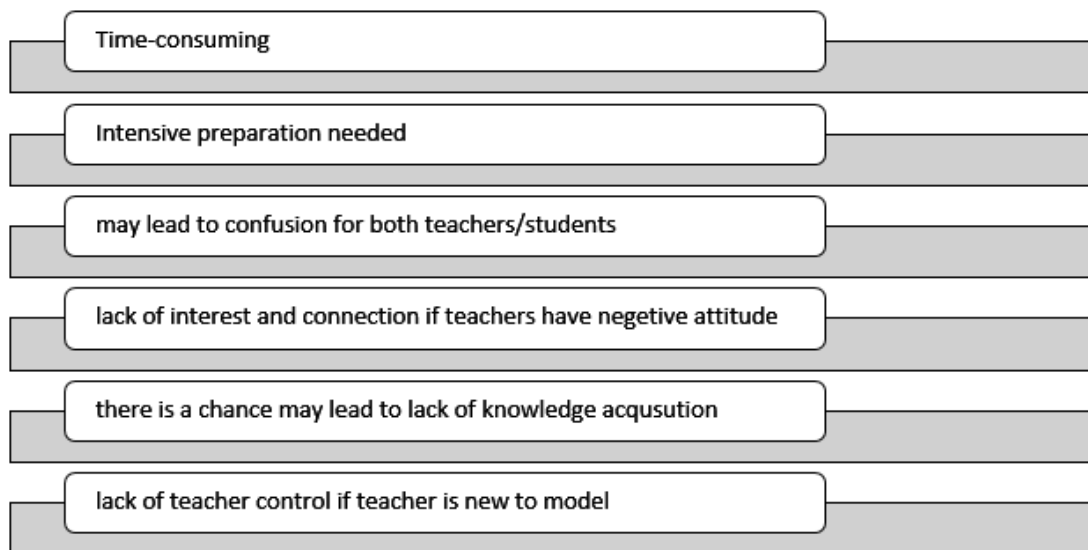 Time-consuming
Intensive preparation needed
may lead to confusion for both teachers/students
lack of interest and connection if teachers have negetive attitude
there is a chance may lead to lack of knowledge acqusution
lack of teacher control if teacher is new to model